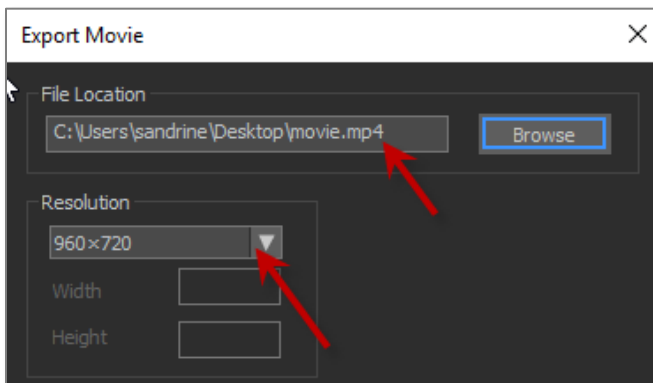 Export Movie
File Location
C:\Users\sandrine\Desktop\movie.mp4
Browse
Resolution
960×720
Width
Height